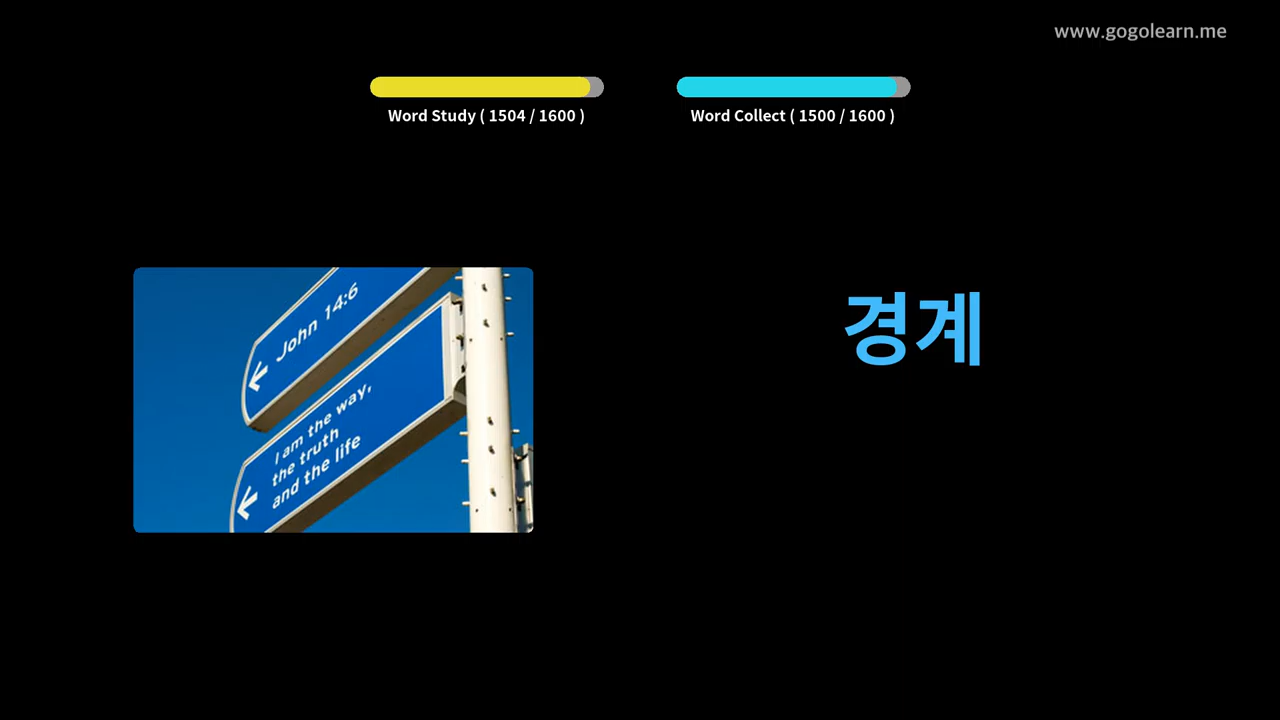 www.gogolearn.me
Word Study ( 1504 / 1600 )
Word Collect ( 1500 / 1600 )
John 14:6
I am the way,
the truth
and the life
경계